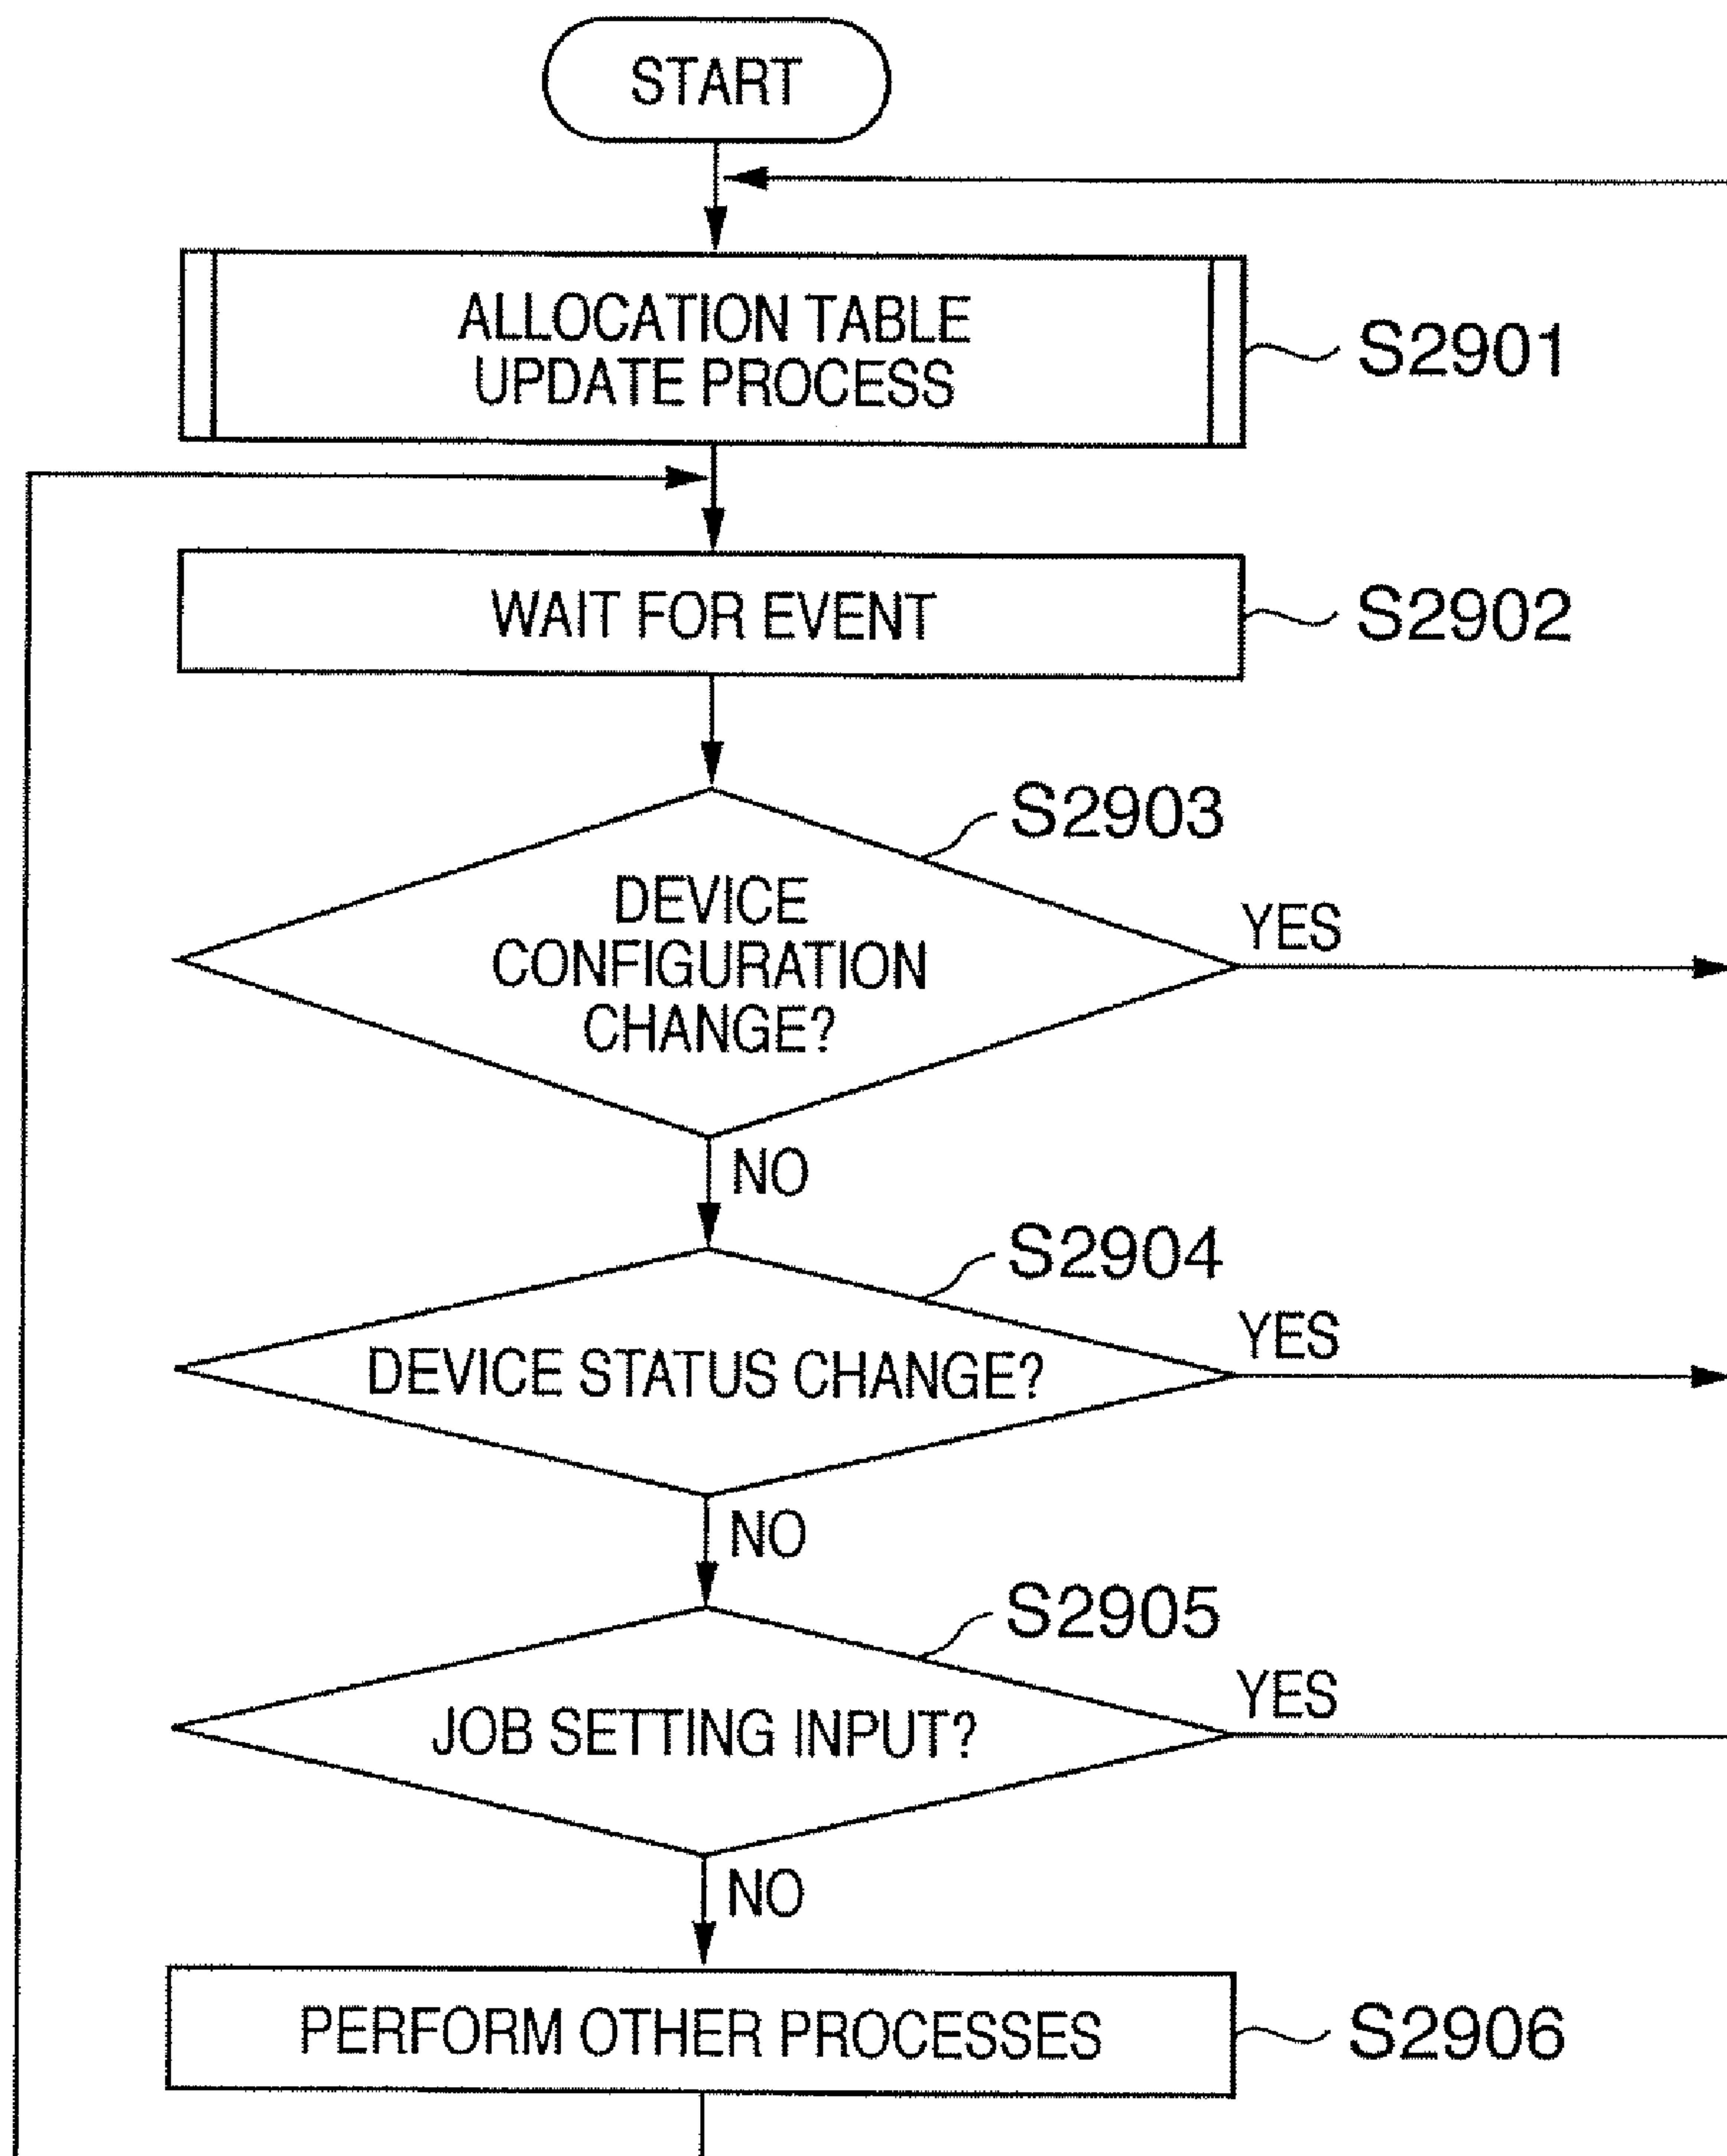 START
ALLOCATION TABLE
UPDATE PROCESS
S2901
WAIT FOR EVENT
S2902
S2903
DEVICE
CONFIGURATION
CHANGE?
YES
NO
S2904
DEVICE STATUS CHANGE?
YES
NO
S2905
JOB SETTING INPUT?
YES
NO
PERFORM OTHER PROCESSES
S2906